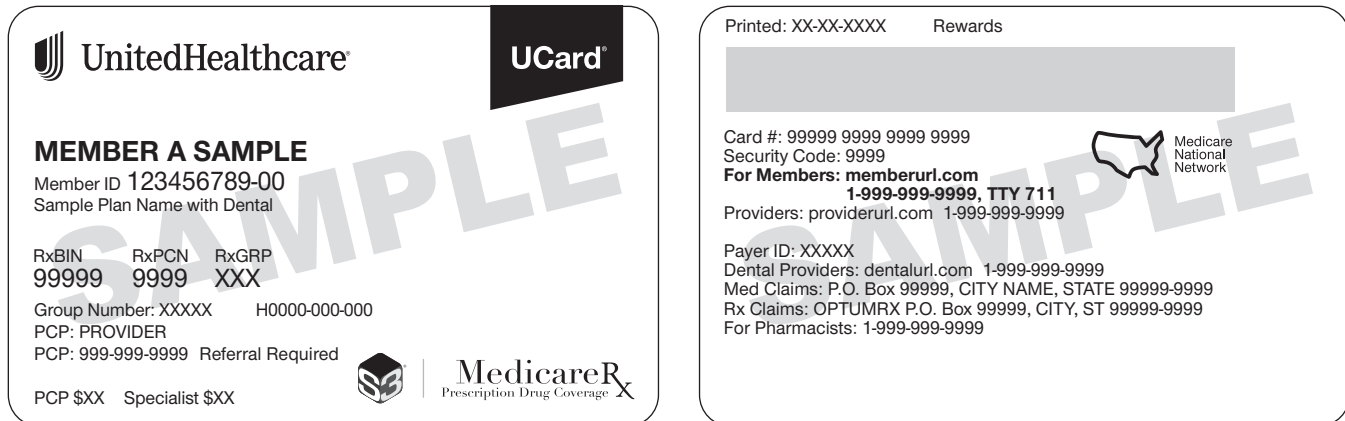 UnitedHealthcare®
UCard®
SAMPLE
MEMBER A SAMPLE
Member ID 123456789-00
Sample Plan Name with Dental
RxBIN RxPCN RxGRP
99999 9999 XXX
Group Number: XXXXX H0000-000-000
PCP: PROVIDER
PCP: 999-999-9999 Referral Required
PCP $XX Specialist $XX
S3
MedicareRx
Prescription Drug Coverage
Printed: XX-XX-XXXX Rewards
SAMPLE
Card #: 99999 9999 9999 9999
Security Code: 9999
For Members: memberurl.com
1-999-999-9999, TTY 711
Providers: providerurl.com 1-999-999-9999
Medicare
National
Network
Payer ID: XXXXX
Dental Providers: dentalurl.com 1-999-999-9999
Med Claims: P.O. Box 99999, CITY NAME, STATE 99999-9999
Rx Claims: OPTUMRX P.O. Box 99999, CITY, ST 99999-9999
For Pharmacists: 1-999-999-9999